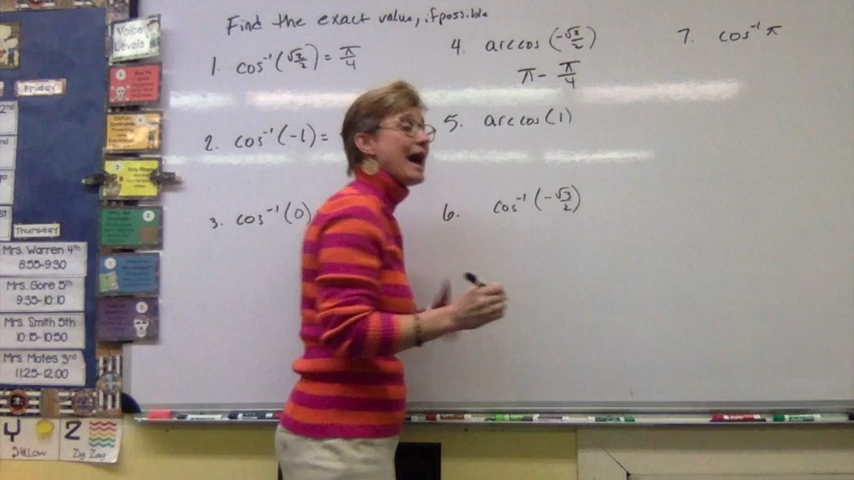 Find the exact value, if possible
1. cos⁻¹(√2/2) = π/4
2. cos⁻¹(-1) =
3. cos⁻¹(0)
4. arccos(-√2/2)
π - π/4
5. arccos(1)
6. cos⁻¹(-√3/2)
7. cos⁻¹ π
Voice
Levels
Friday
Thursday
Mrs. Warren 4th
8:55-9:30
Mrs. Gore 5th
9:35-10:10
Mrs. Smith 5th
10:15-10:50
Mrs. Mates 3rd
11:25-12:00
Y
Yellow
Z
Zig Zag